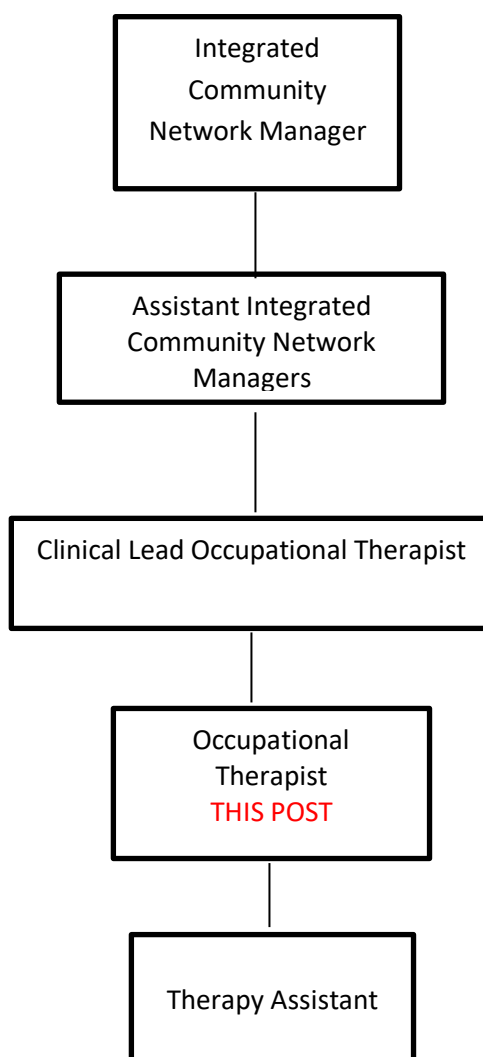 Integrated
Community
Network Manager
Assistant Integrated
Community Network
Managers
Clinical Lead Occupational Therapist
Occupational
Therapist
THIS POST
Therapy Assistant